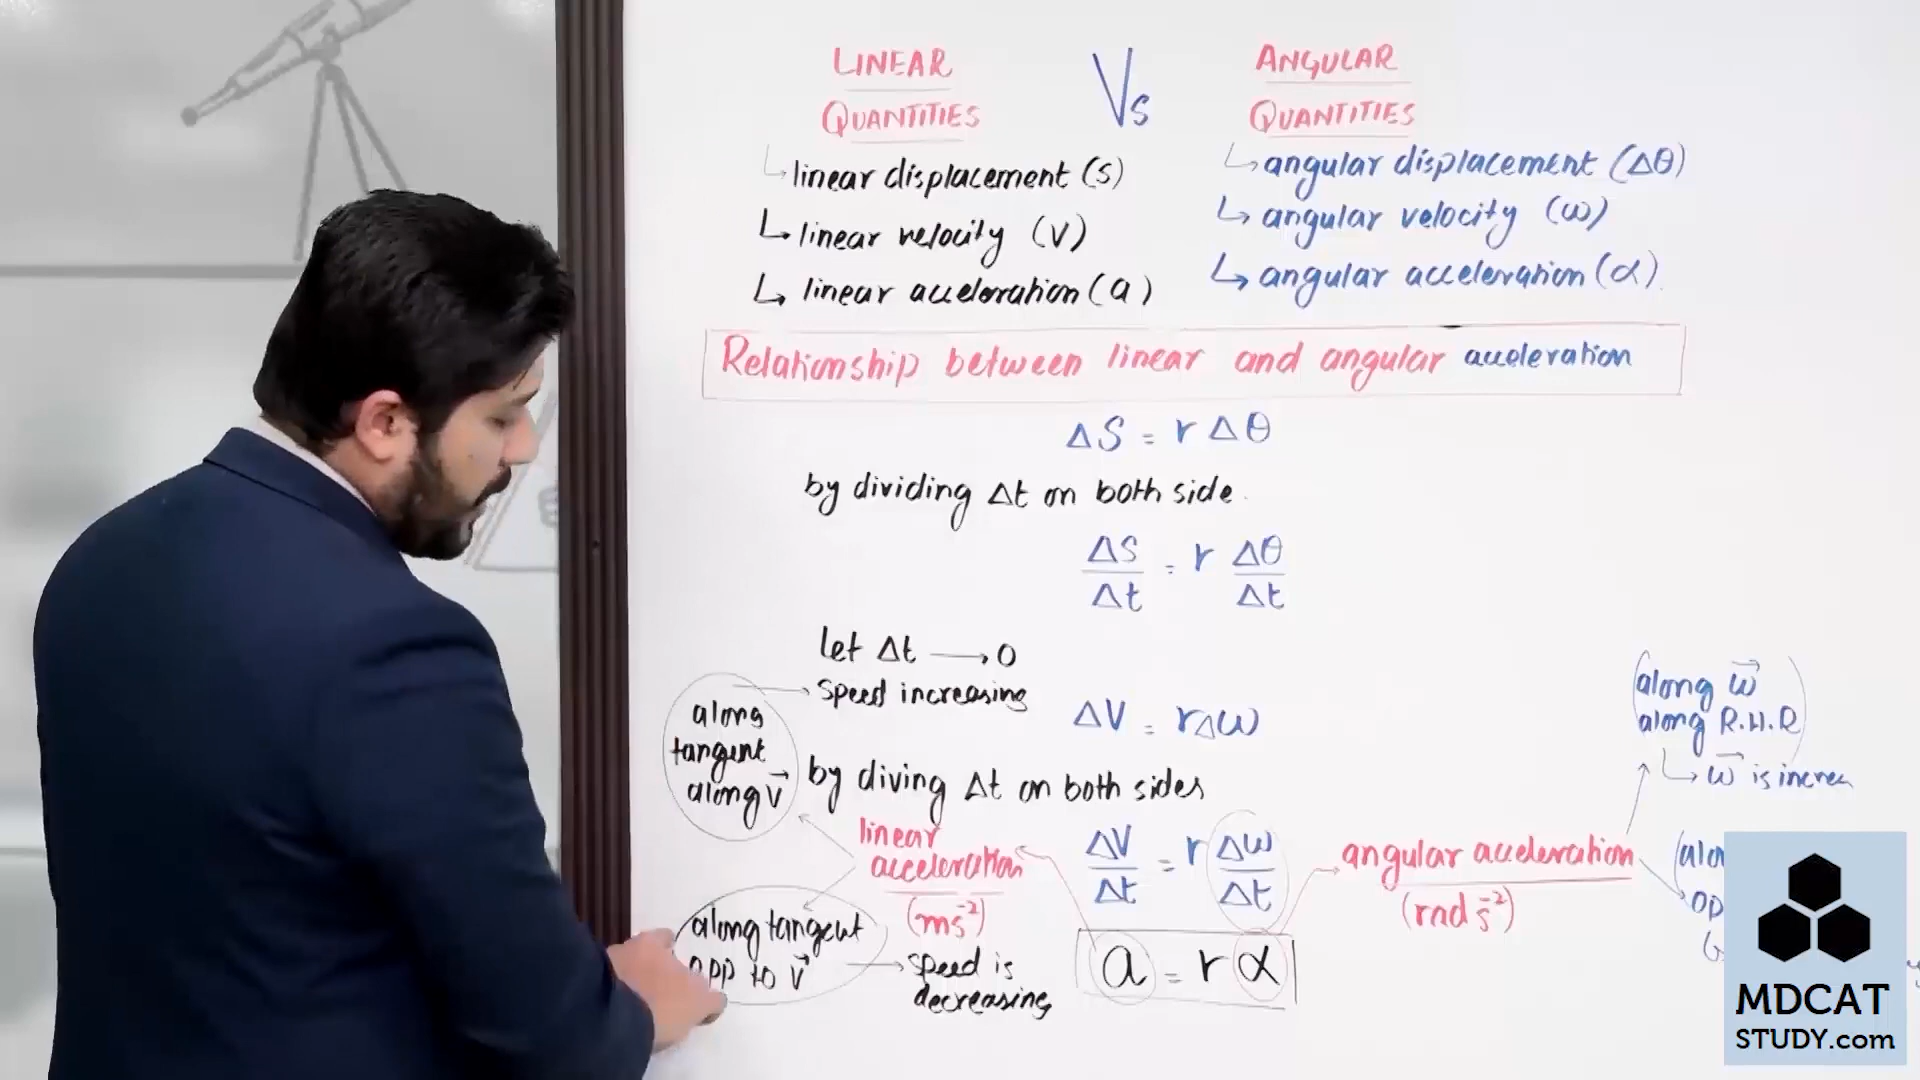 LINEAR
QUANTITIES
Vs
ANGULAR
QUANTITIES
linear displacement (s)
linear velocity (v)
linear acceleration (a)
angular displacement (Δθ)
angular velocity (ω)
angular acceleration (α)
Relationship between linear and angular acceleration
ΔS = r Δθ
by dividing Δt on both side
ΔS/Δt = r Δθ/Δt
let Δt → 0
Speed increasing
along
tangent
along v⃗
ΔV = rΔω
by diving Δt on both sides
ΔV/Δt = r Δω/Δt
linear
acceleration
(ms⁻²)
along tangent
opp to v⃗
speed is
decreasing
a = r α
angular acceleration
(rad s⁻²)
(along ω⃗
along R.H.R)
ω⃗ is increa
MDCAT
STUDY.com